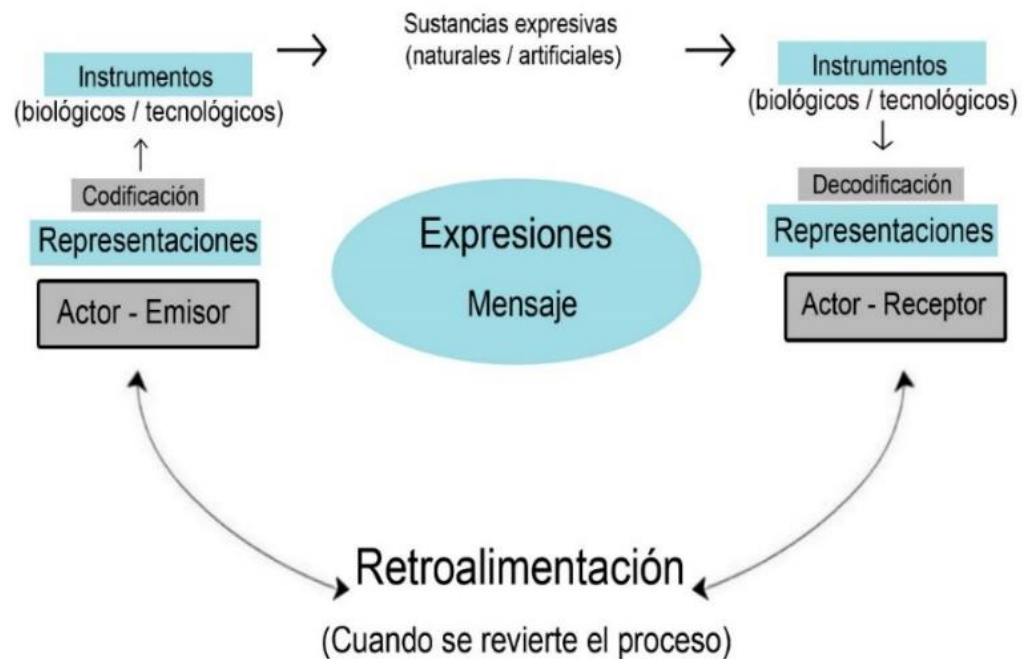 Sustancias expresivas
(naturales / artificiales)
Instrumentos
(biológicos / tecnológicos)
Instrumentos
(biológicos / tecnológicos)
Codificación
Representaciones
Actor - Emisor
Expresiones
Mensaje
Decodificación
Representaciones
Actor - Receptor
Retroalimentación
(Cuando se revierte el proceso)